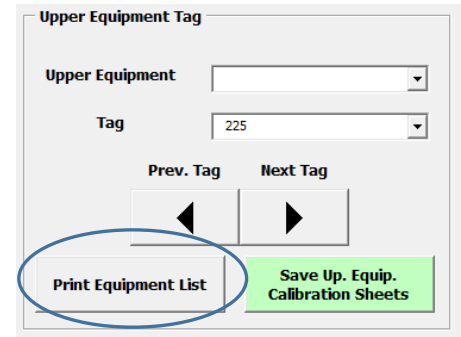 Upper Equipment Tag
Upper Equipment
Tag 225
Prev. Tag Next Tag
Print Equipment List
Save Up. Equip.
Calibration Sheets